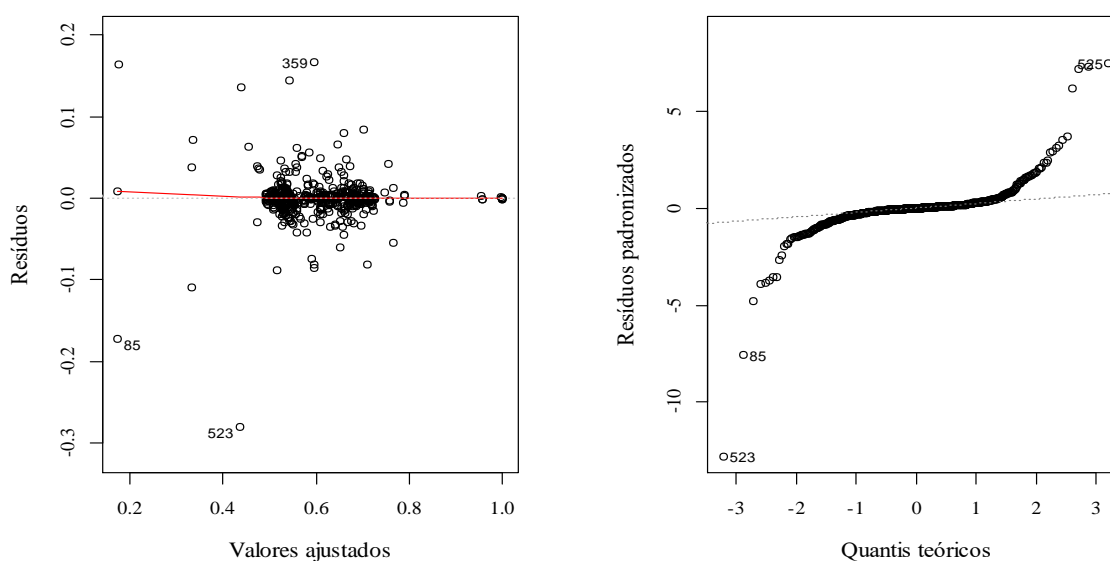 0.2
0.1
0.0
-0.1
-0.2
-0.3
Resíduos
359
85
523
0.2 0.4 0.6 0.8 1.0
Valores ajustados
5
0
-5
-10
Resíduos padronizados
525
85
523
-3 -2 -1 0 1 2 3
Quantis teóricos